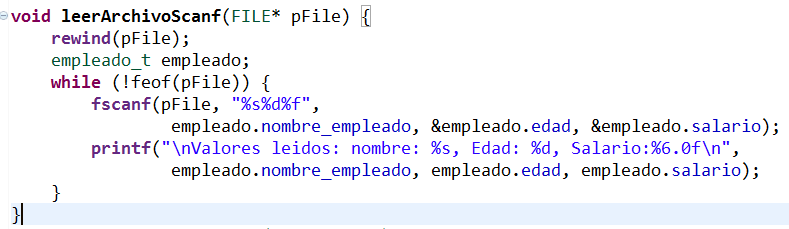 void leerArchivoScanf(FILE* pFile) {
    rewind(pFile);
    empleado_t empleado;
    while (!feof(pFile)) {
        fscanf(pFile, "%s%d%f",
                empleado.nombre_empleado, &empleado.edad, &empleado.salario);
        printf("\nValores leidos: nombre: %s, Edad: %d, Salario:%6.0f\n",
                empleado.nombre_empleado, empleado.edad, empleado.salario);
    }
}